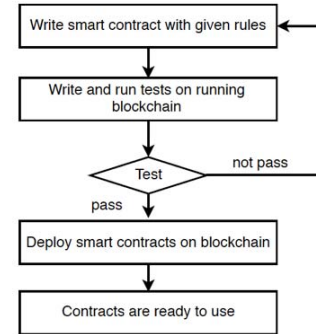 Write smart contract with given rules
Write and run tests on running
blockchain
Test
not pass
pass
Deploy smart contracts on blockchain
Contracts are ready to use